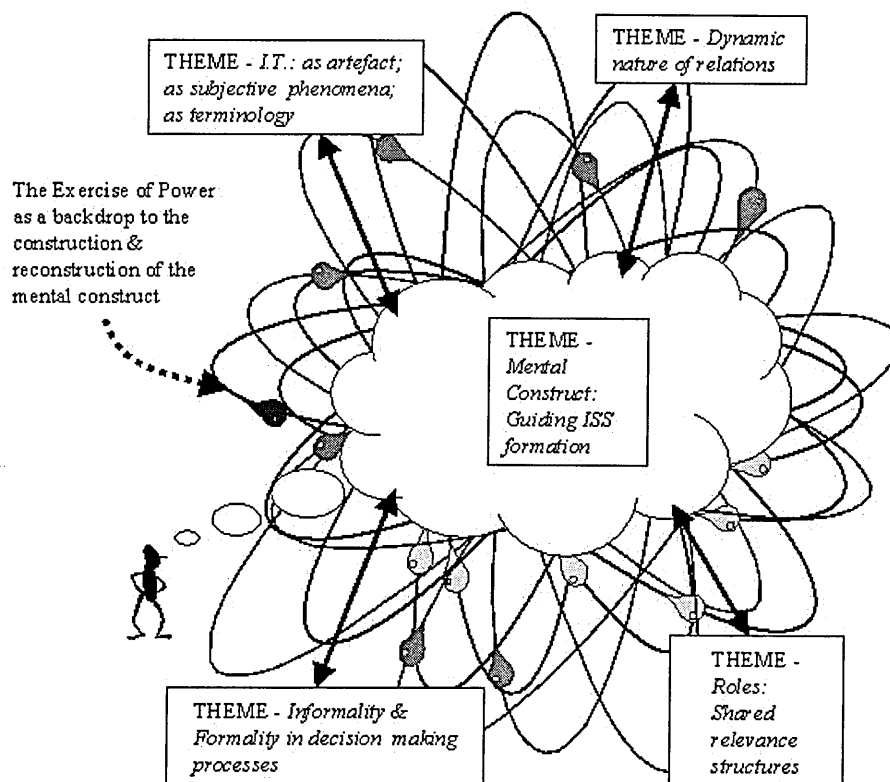 THEME - I.T.: as artefact;
as subjective phenomena;
as terminology
THEME - Dynamic
nature of relations
The Exercise of Power
as a backdrop to the
construction &
reconstruction of the
mental construct
THEME -
Mental
Construct:
Guiding ISS
formation
THEME - Informality &
Formality in decision making
processes
THEME -
Roles:
Shared
relevance
structures